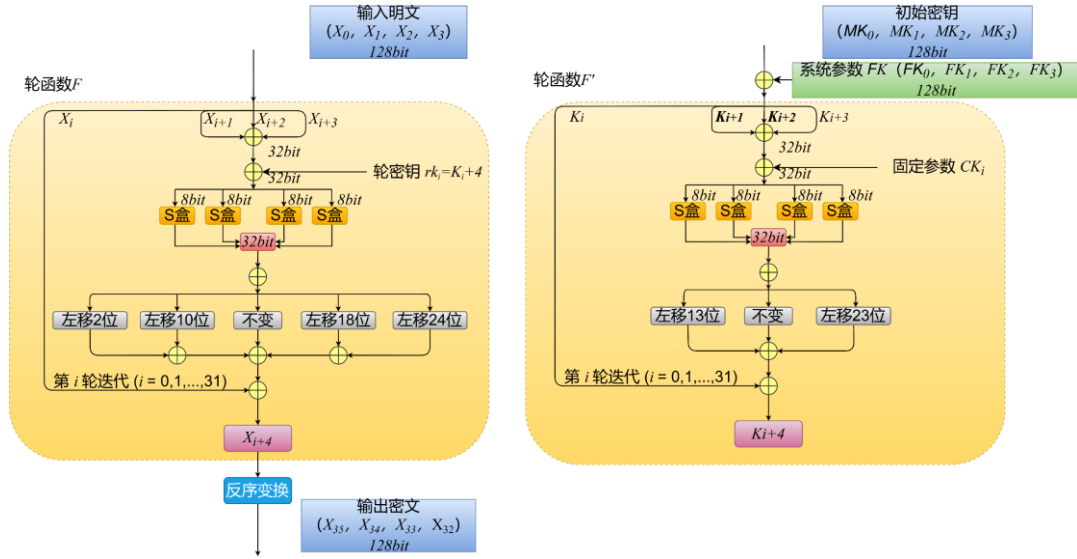 输入明文
(X0, X1, X2, X3)
128bit
轮函数F
Xi
Xi+1
Xi+2
Xi+3
32bit
32bit
轮密钥 rki=Ki+4
8bit
8bit
8bit
8bit
S盒
S盒
S盒
S盒
32bit
左移2位
左移10位
不变
左移18位
左移24位
第 i 轮迭代 (i = 0,1,...,31)
Xi+4
反序变换
输出密文
(X35, X34, X33, X32)
128bit
初始密钥
(MK0, MK1, MK2, MK3)
128bit
系统参数 FK (FK0, FK1, FK2, FK3)
128bit
轮函数F'
Ki
Ki+1
Ki+2
Ki+3
32bit
32bit
固定参数 CKi
8bit
8bit
8bit
8bit
S盒
S盒
S盒
S盒
32bit
左移13位
不变
左移23位
第 i 轮迭代 (i = 0,1,...,31)
Ki+4